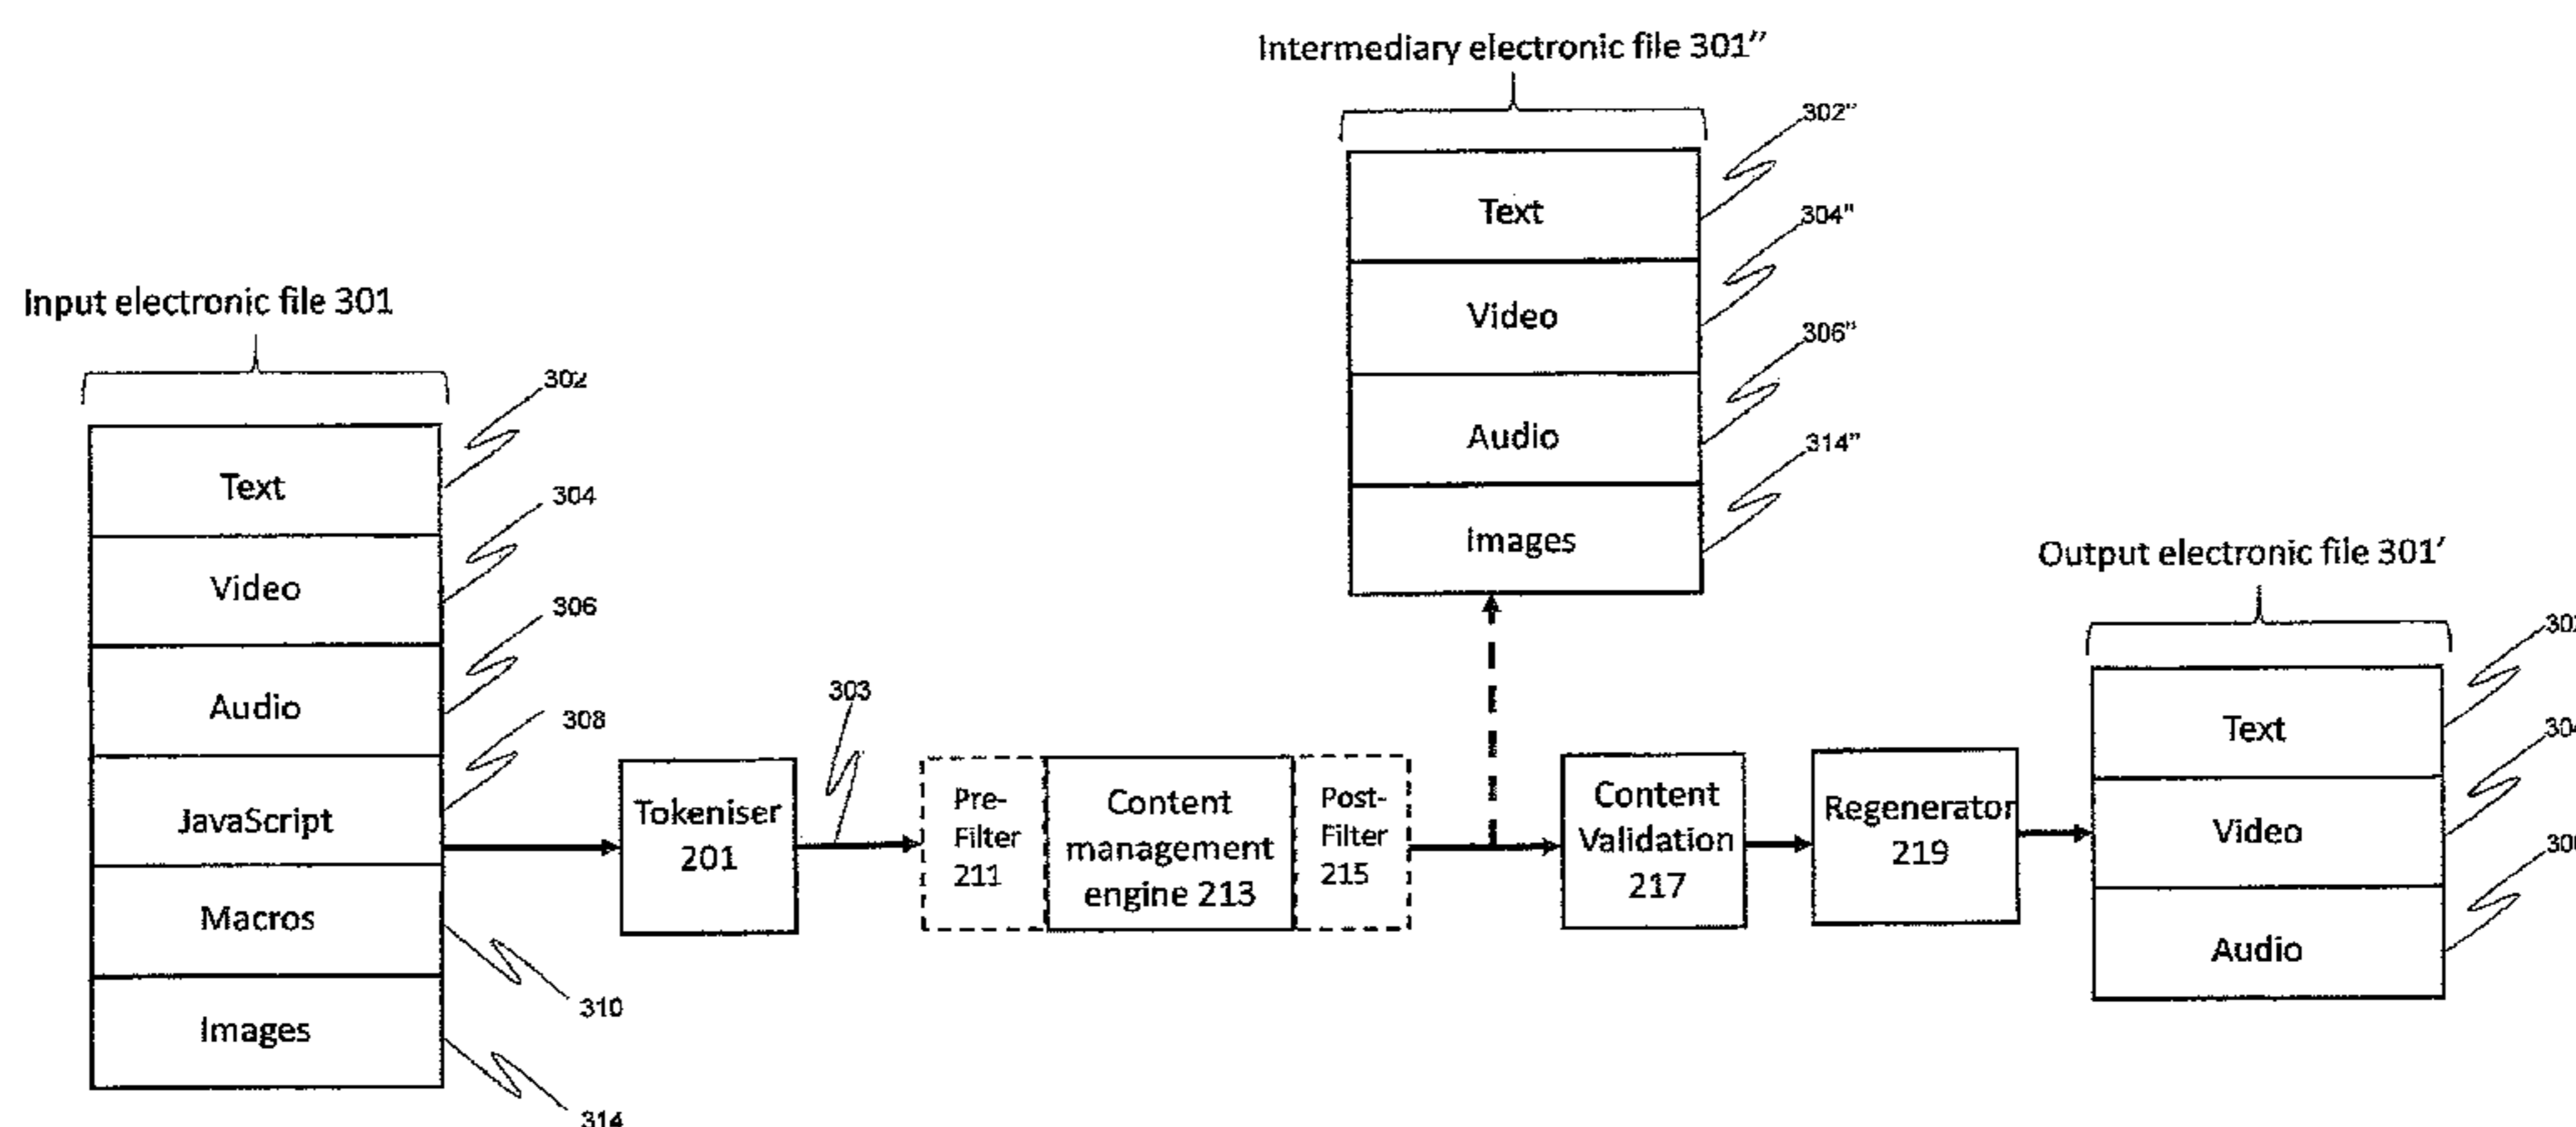 Intermediary electronic file 301"
302"
Text
304"
Video
306"
Audio
314"
Images
Input electronic file 301
302
Text
304
Video
306
Audio
308
JavaScript
Macros
310
Images
314
Tokeniser
201
303
Pre-
Filter
211
Content
management
engine 213
Post-
Filter
215
Content
Validation
217
Regenerator
219
Output electronic file 301'
Text
304
Video
Audio